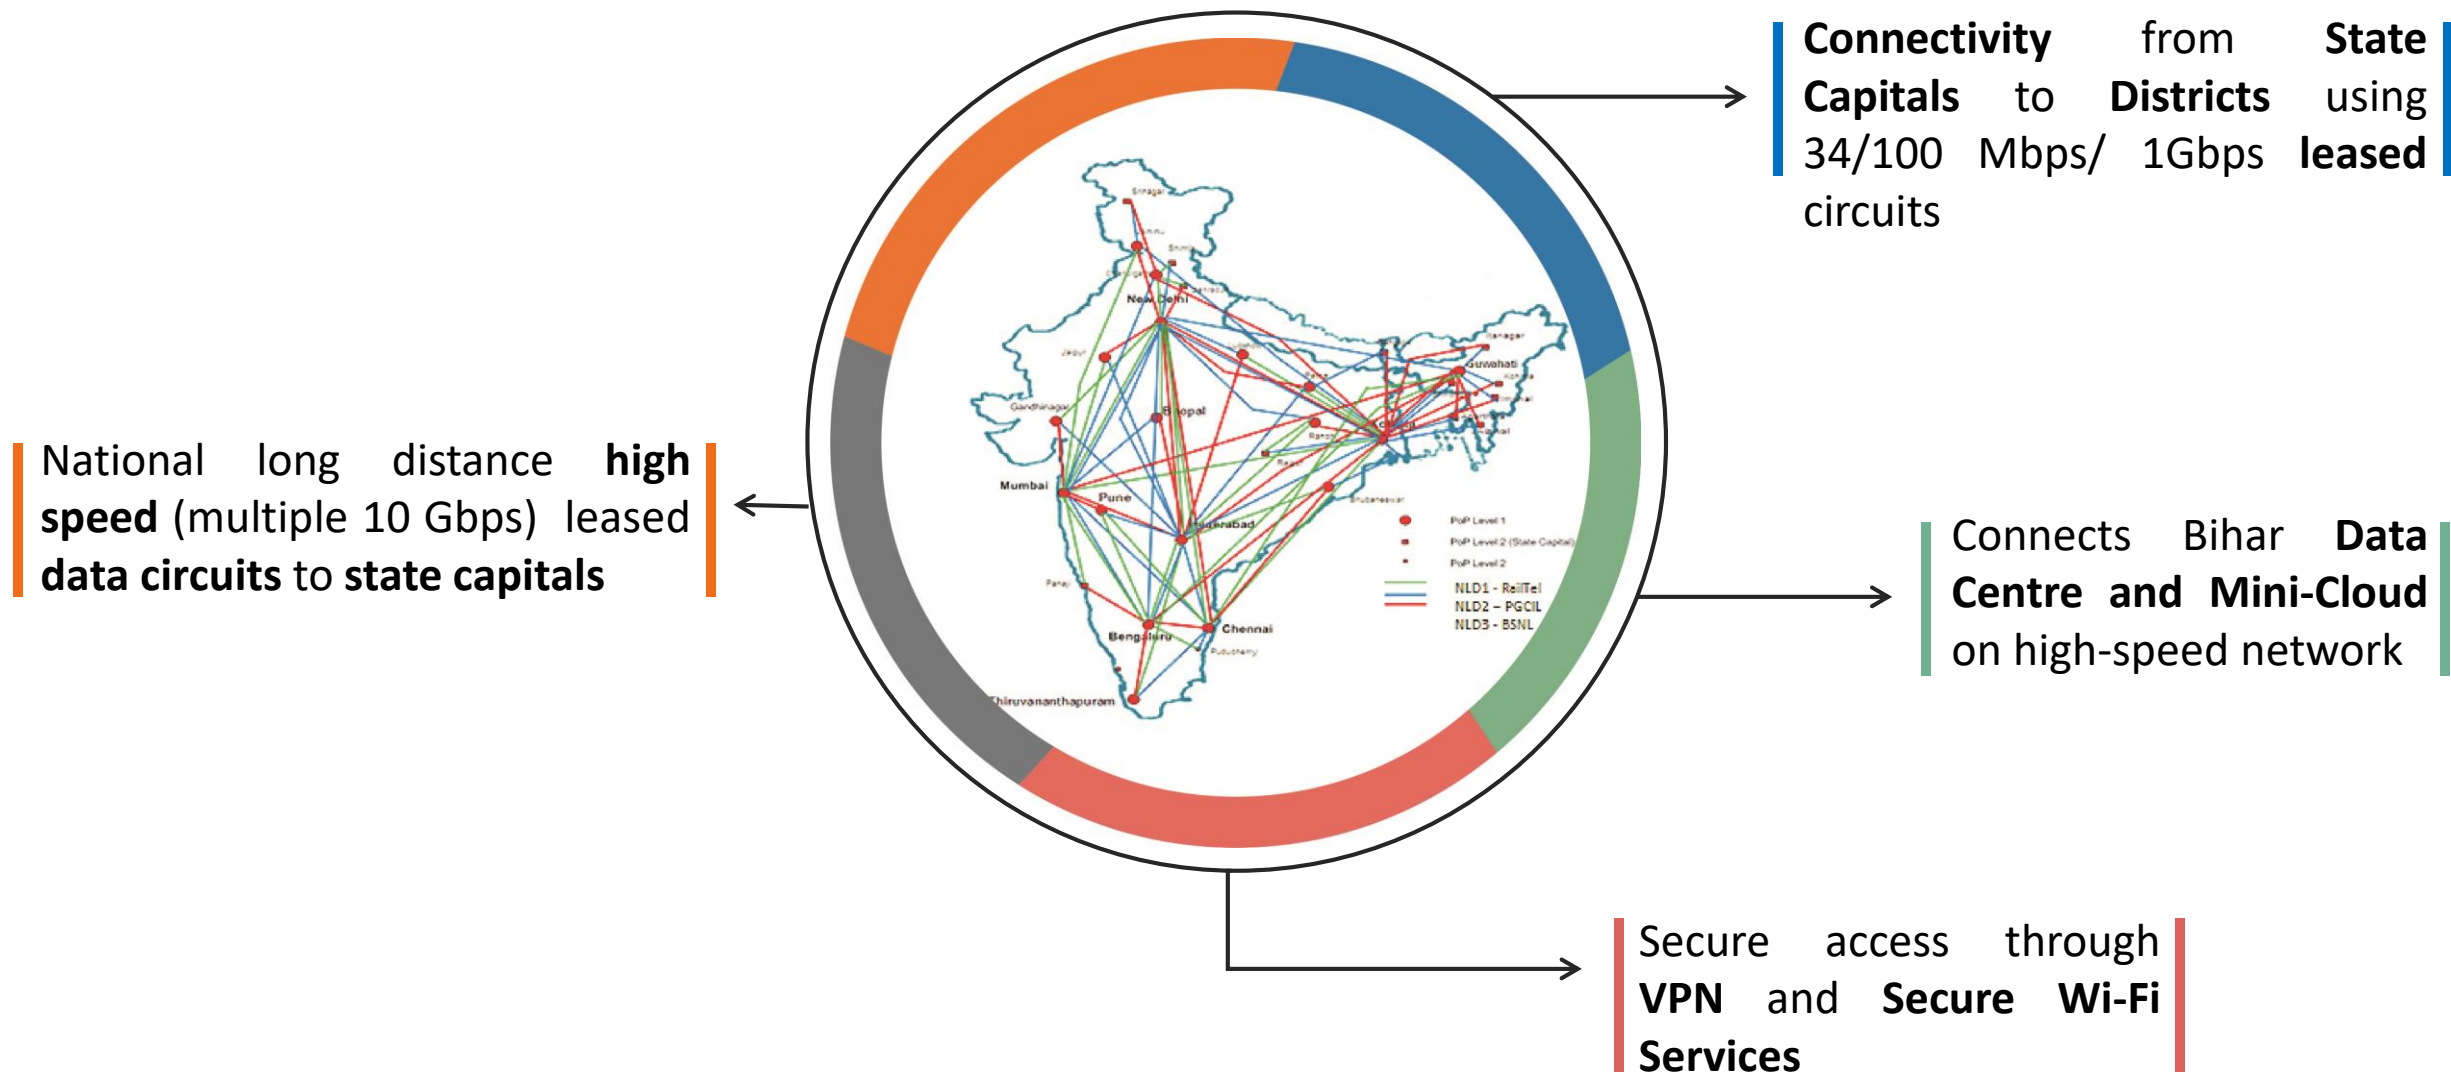 Connectivity from State
Capitals to Districts using
34/100 Mbps/ 1Gbps leased
circuits
National long distance high
speed (multiple 10 Gbps) leased
data circuits to state capitals
Connects Bihar Data
Centre and Mini-Cloud
on high-speed network
Secure access through
VPN and Secure Wi-Fi
Services
Srinagar
Shimla
New Delhi
Jaipur
Guwahati
Gandhinagar
Bhopal
Mumbai
Pune
Bhubaneswar
Panaji
Bengaluru
Chennai
Puducherry
Thiruvananthapuram
PoP Level 1
PoP Level 2 (State Capital)
PoP Level 2
NLD1 - RailTel
NLD2 – PGCIL
NLD3 - BSNL